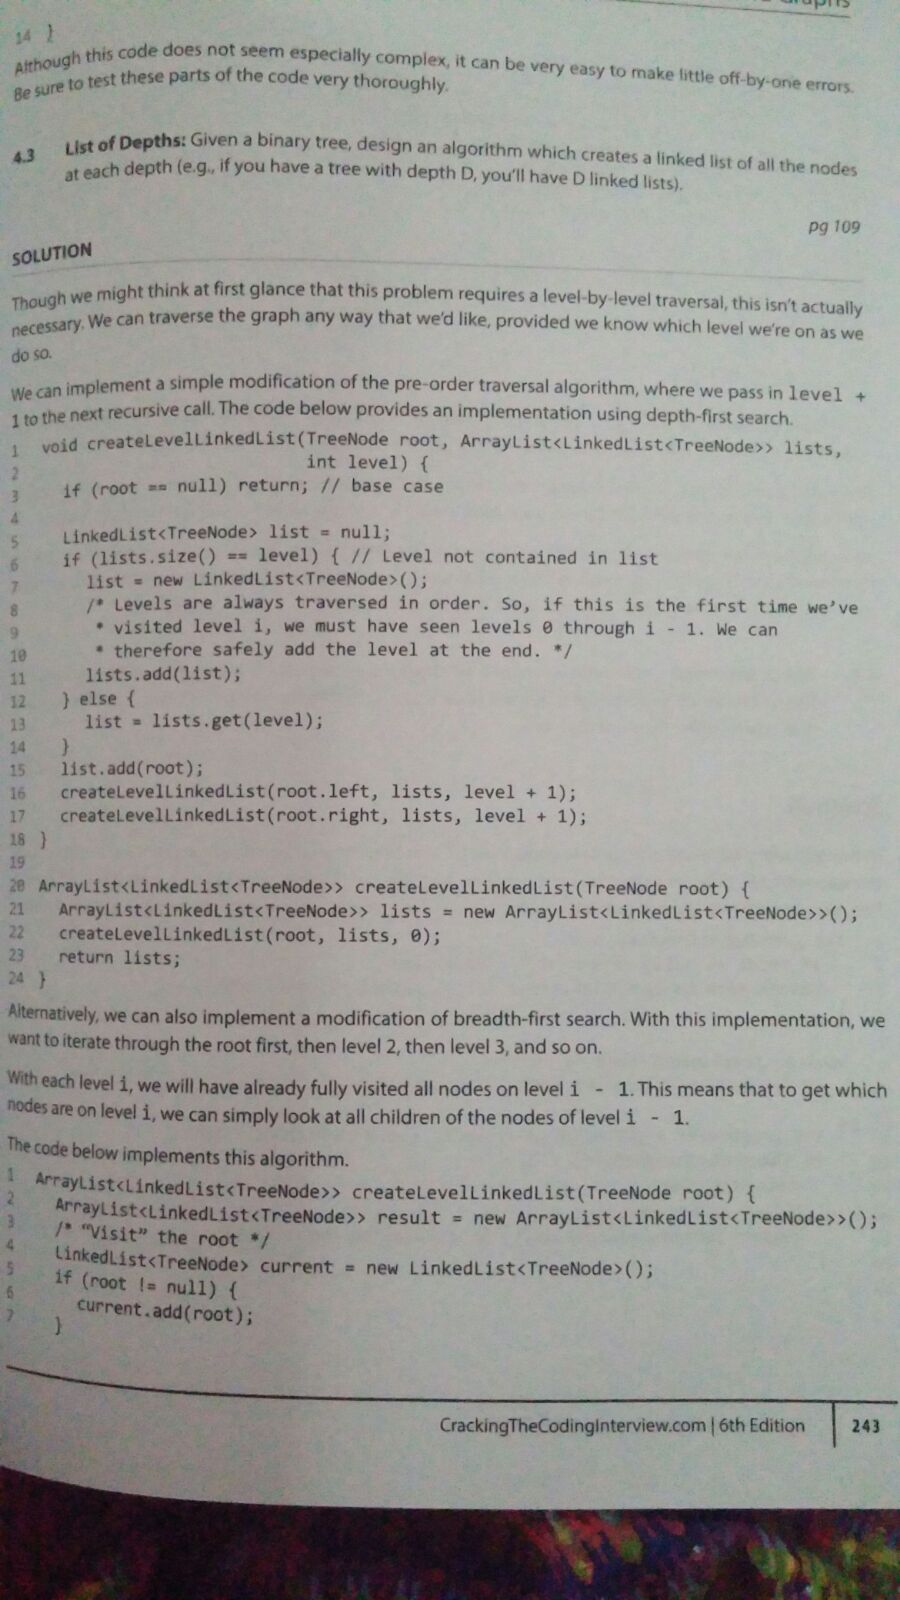 14 }
Although this code does not seem especially complex, it can be very easy to make little off-by-one errors.
Be sure to test these parts of the code very thoroughly.
4.3 List of Depths: Given a binary tree, design an algorithm which creates a linked list of all the nodes
at each depth (e.g., if you have a tree with depth D, you'll have D linked lists).
pg 109
SOLUTION
Though we might think at first glance that this problem requires a level-by-level traversal, this isn't actually
necessary. We can traverse the graph any way that we'd like, provided we know which level we're on as we
do so.
We can implement a simple modification of the pre-order traversal algorithm, where we pass in level +
1 to the next recursive call. The code below provides an implementation using depth-first search.
1 void createLevelLinkedList(TreeNode root, ArrayList<LinkedList<TreeNode>> lists,
2 int level) {
3 if (root == null) return; // base case
4
5 LinkedList<TreeNode> list = null;
6 if (lists.size() == level) { // Level not contained in list
7 list = new LinkedList<TreeNode>();
8 /* Levels are always traversed in order. So, if this is the first time we've
9 * visited level i, we must have seen levels 0 through i - 1. We can
10 * therefore safely add the level at the end. */
11 lists.add(list);
12 } else {
13 list = lists.get(level);
14 }
15 list.add(root);
16 createLevelLinkedList(root.left, lists, level + 1);
17 createLevelLinkedList(root.right, lists, level + 1);
18 }
19
20 ArrayList<LinkedList<TreeNode>> createLevelLinkedList(TreeNode root) {
21 ArrayList<LinkedList<TreeNode>> lists = new ArrayList<LinkedList<TreeNode>>();
22 createLevelLinkedList(root, lists, 0);
23 return lists;
24 }
Alternatively, we can also implement a modification of breadth-first search. With this implementation, we
want to iterate through the root first, then level 2, then level 3, and so on.
With each level i, we will have already fully visited all nodes on level i - 1. This means that to get which
nodes are on level i, we can simply look at all children of the nodes of level i - 1.
The code below implements this algorithm.
1 ArrayList<LinkedList<TreeNode>> createLevelLinkedList(TreeNode root) {
2 ArrayList<LinkedList<TreeNode>> result = new ArrayList<LinkedList<TreeNode>>();
3 /* "Visit" the root */
4 LinkedList<TreeNode> current = new LinkedList<TreeNode>();
5 if (root != null) {
6 current.add(root);
7 }
CrackingTheCodingInterview.com | 6th Edition 243